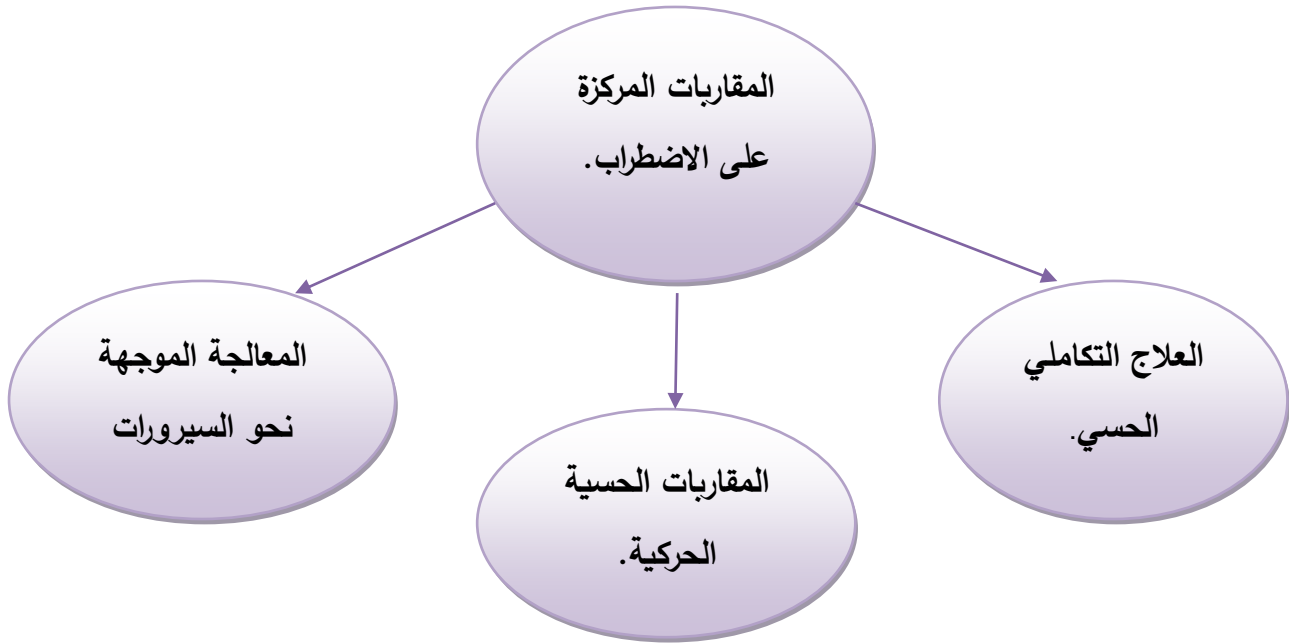 المقاربات المركزة
على الاضطراب.
العلاج التكاملي
الحسي.
المقاربات الحسية
الحركية.
المعالجة الموجهة
نحو السيرورات